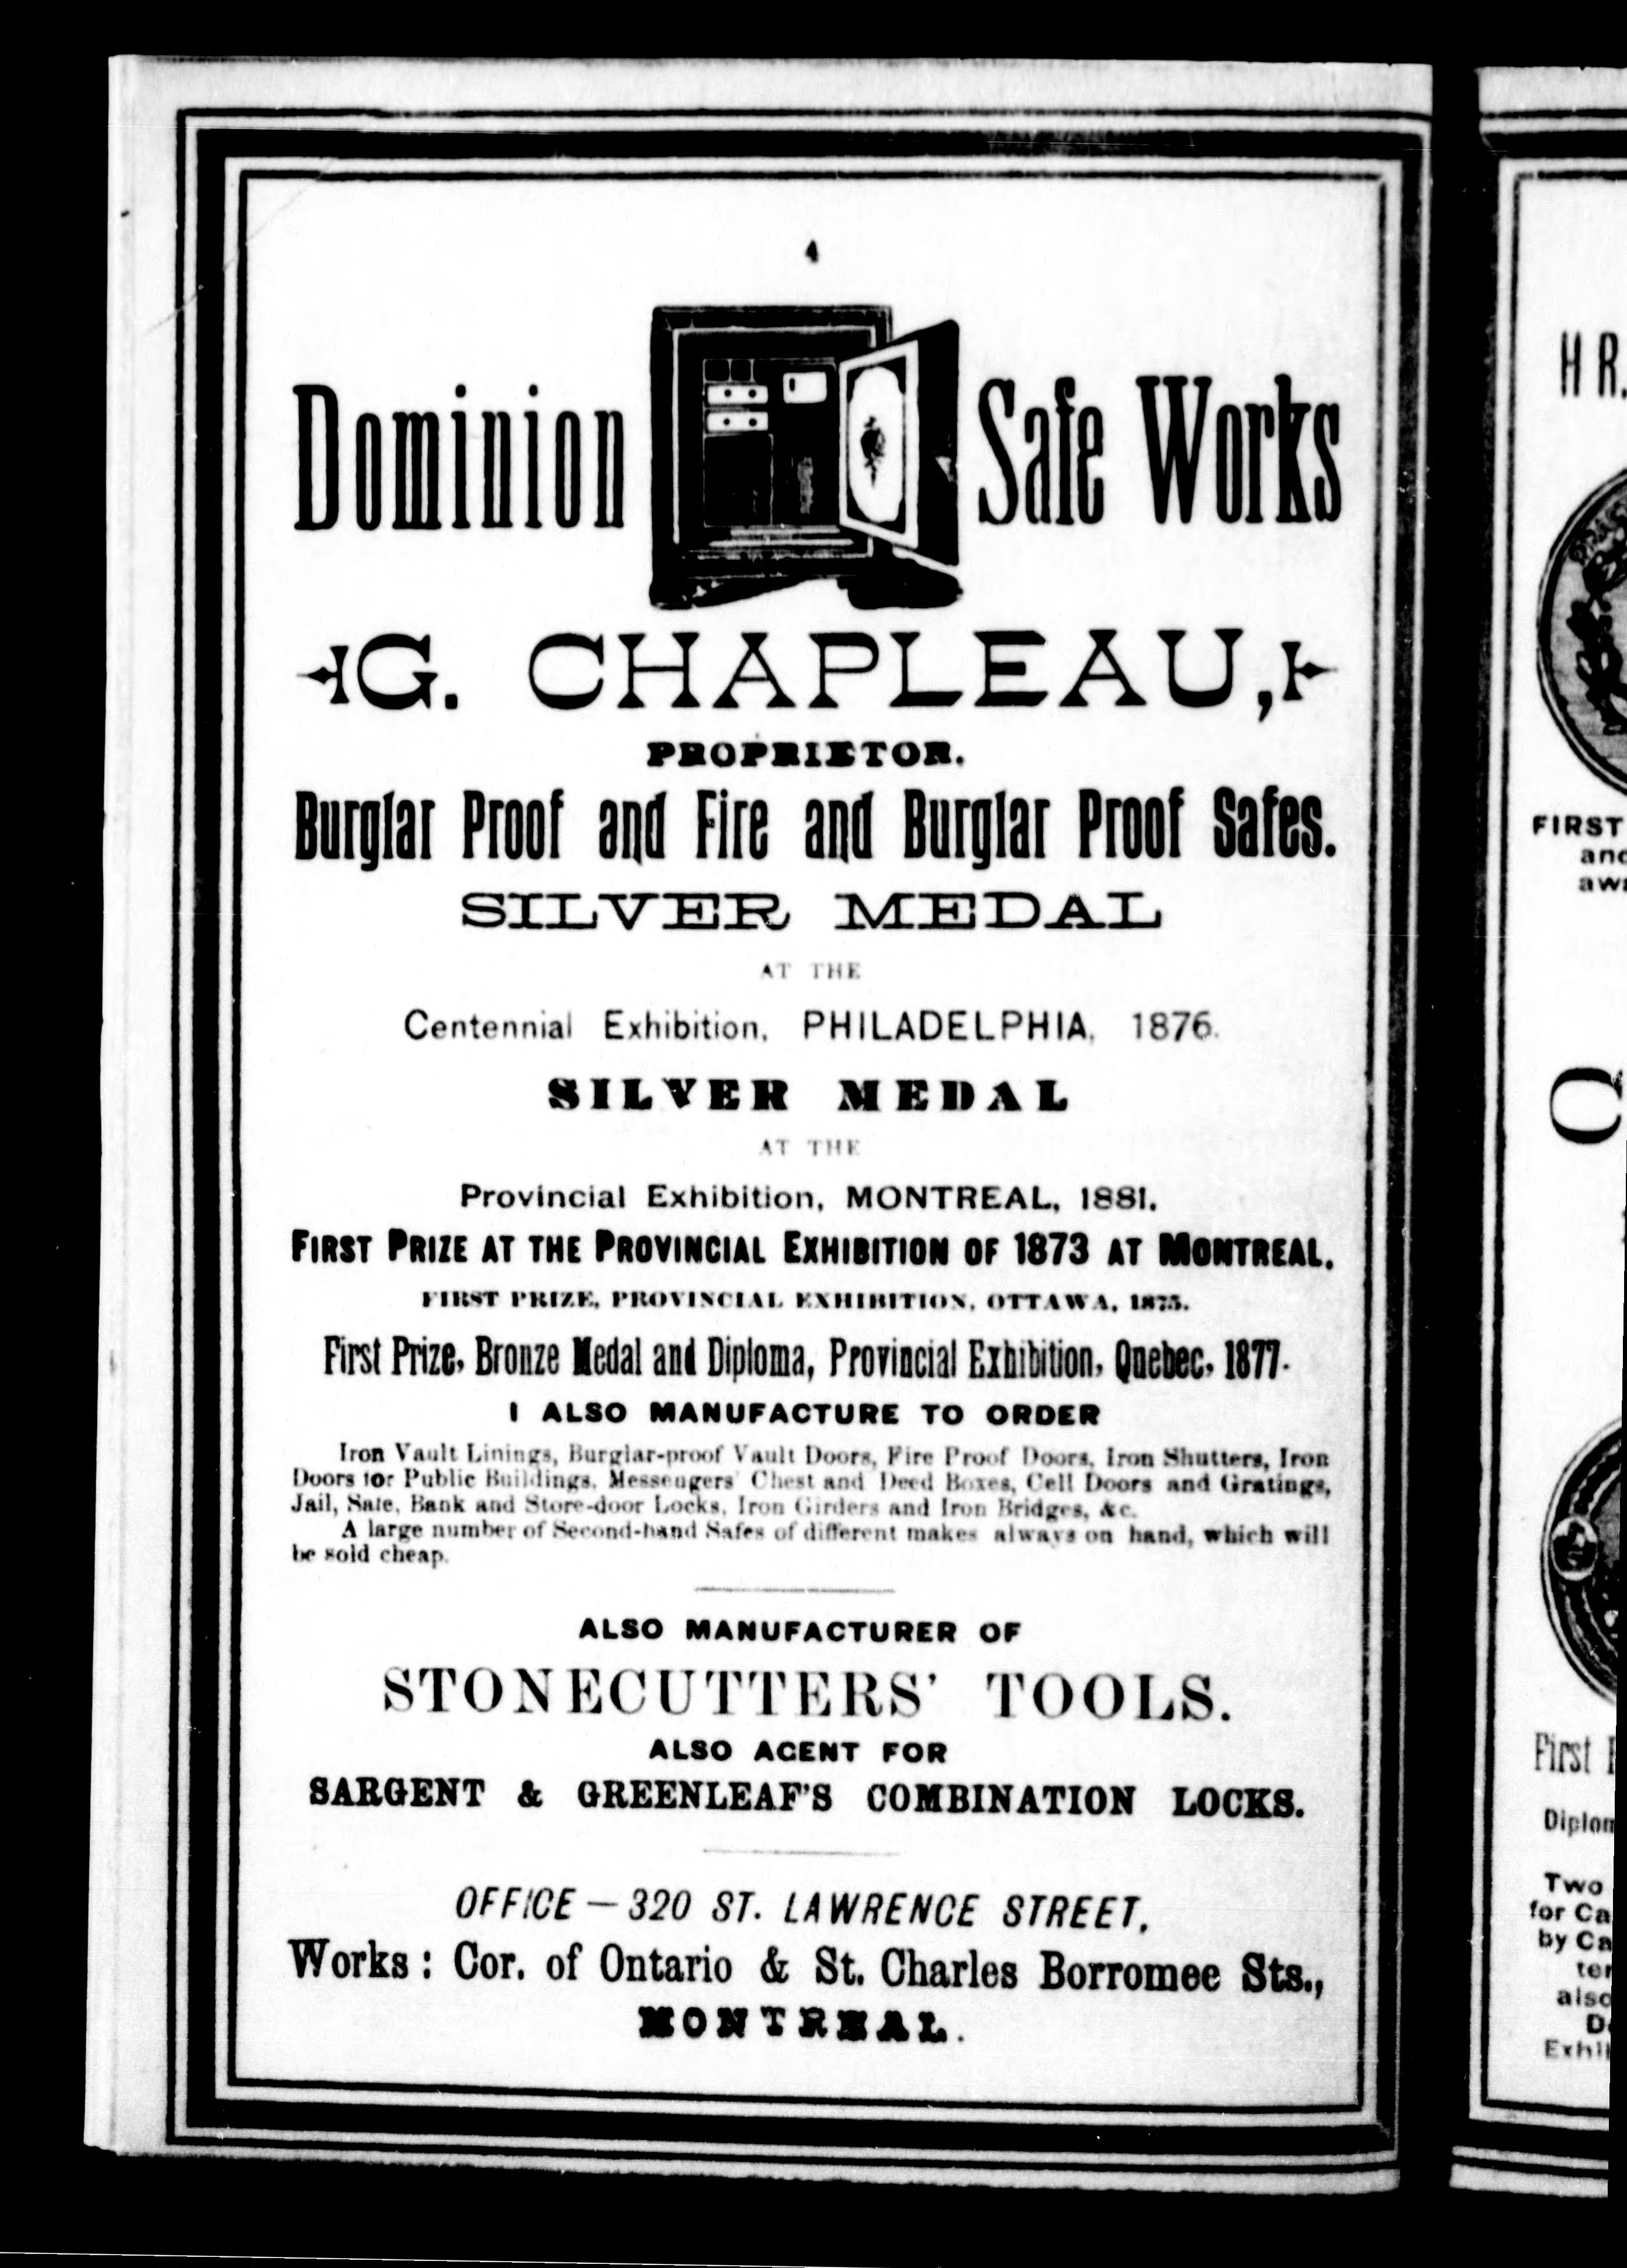 4
Dominion Safe Works
G. CHAPLEAU,
PROPRIETOR.
Burglar Proof and Fire and Burglar Proof Safes.
SILVER MEDAL
AT THE
Centennial Exhibition, PHILADELPHIA, 1876.
SILVER MEDAL
AT THE
Provincial Exhibition, MONTREAL, 1881.
FIRST PRIZE AT THE PROVINCIAL EXHIBITION OF 1873 AT MONTREAL.
FIRST PRIZE, PROVINCIAL EXHIBITION, OTTAWA, 1875.
First Prize, Bronze Medal and Diploma, Provincial Exhibition, Quebec, 1877.
I ALSO MANUFACTURE TO ORDER
Iron Vault Linings, Burglar-proof Vault Doors, Fire Proof Doors, Iron Shutters, Iron
Doors for Public Buildings, Messengers' Chest and Deed Boxes, Cell Doors and Gratings,
Jail, Safe, Bank and Store-door Locks, Iron Girders and Iron Bridges, &c.
A large number of Second-hand Safes of different makes always on hand, which will
be sold cheap.
ALSO MANUFACTURER OF
STONECUTTERS' TOOLS.
ALSO AGENT FOR
SARGENT & GREENLEAF'S COMBINATION LOCKS.
OFFICE — 320 ST. LAWRENCE STREET,
Works: Cor. of Ontario & St. Charles Borromee Sts.,
MONTREAL.
HR.
FIRST
C
First
Two
for Ca
by Ca